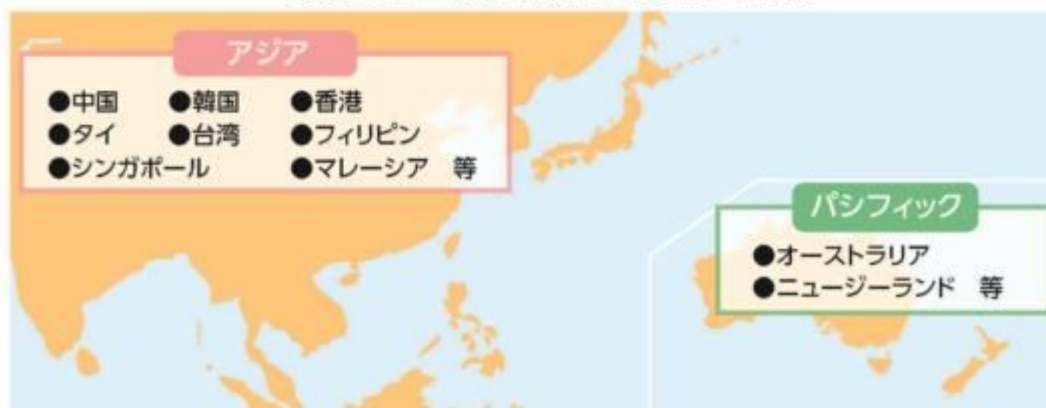 アジア
●中国 ●韓国 ●香港
●タイ ●台湾 ●フィリピン
●シンガポール ●マレーシア 等
パシフィック
●オーストラリア
●ニュージーランド 等